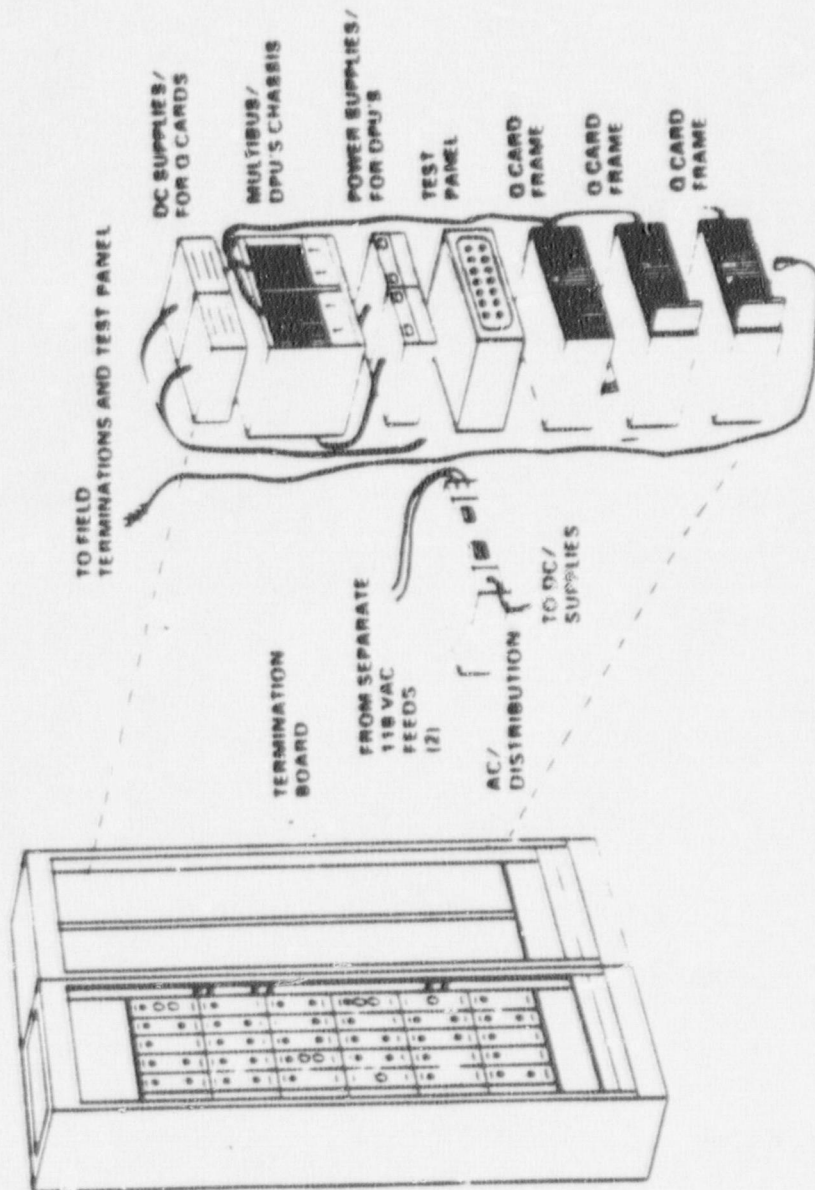 TO FIELD
TERMINATIONS AND TEST PANEL
DC SUPPLIES/
FOR Q CARDS
MULTIBUS/
DPU'S CHASSIS
POWER SUPPLIES/
FOR DPU'S
TEST
PANEL
Q CARD
FRAME
Q CARD
FRAME
Q CARD
FRAME
TERMINATION
BOARD
FROM SEPARATE
118 VAC
FEEDS
(2)
AC/
DISTRIBUTION
TO DC/
SUPPLIES